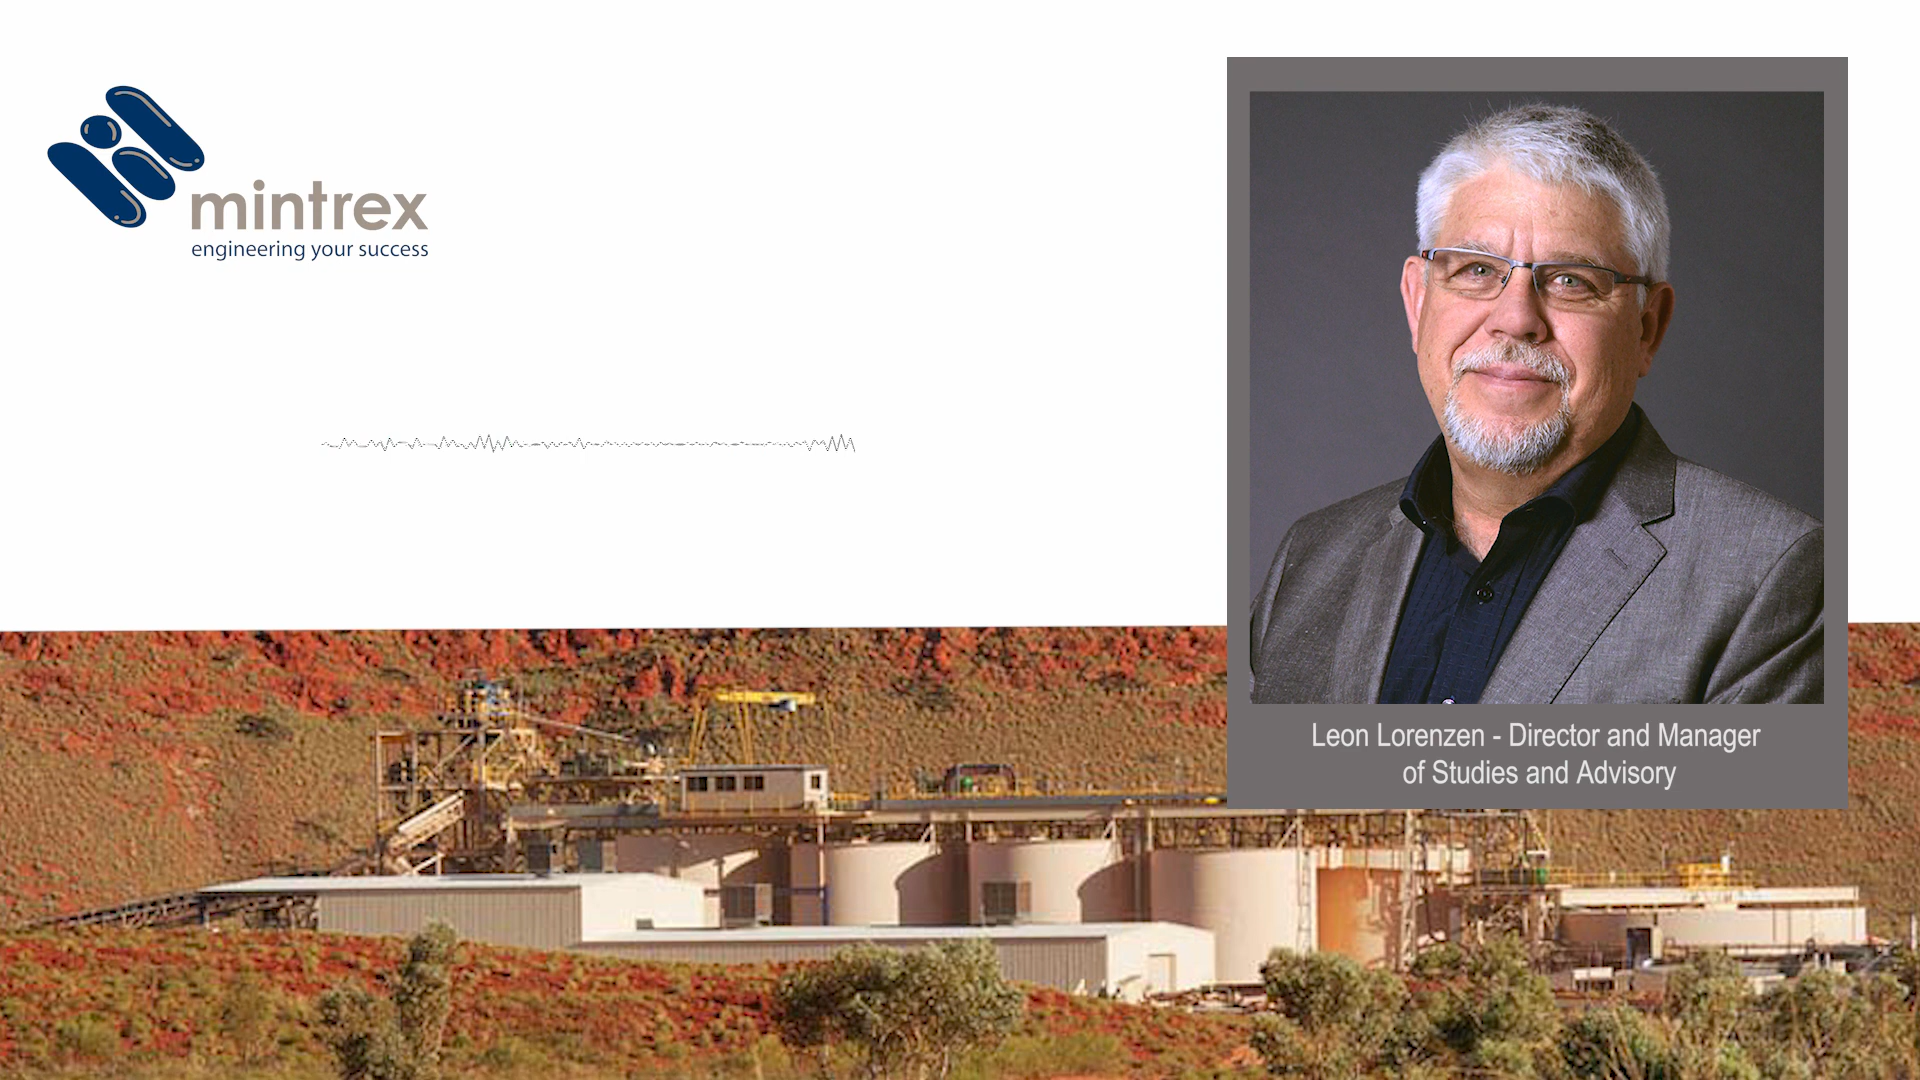 mintrex
engineering your success
Leon Lorenzen - Director and Manager
of Studies and Advisory